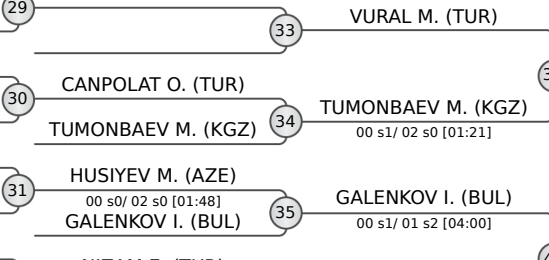 29
33
VURAL M. (TUR)
30
CANPOLAT O. (TUR)
TUMONBAEV M. (KGZ)
34
TUMONBAEV M. (KGZ)
00 s1/ 02 s0 [01:21]
31
HUSIYEV M. (AZE)
00 s0/ 02 s0 [01:48]
GALENKOV I. (BUL)
35
GALENKOV I. (BUL)
00 s1/ 01 s2 [04:00]